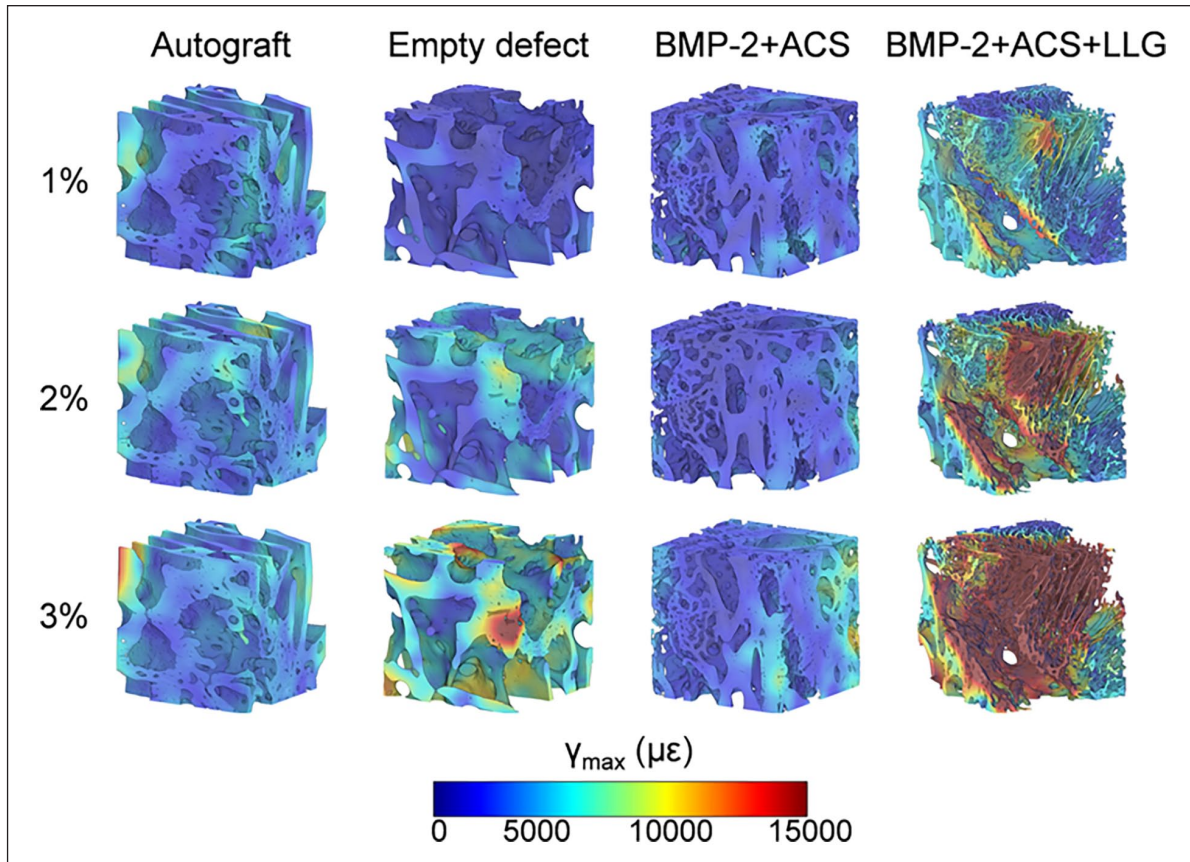 Autograft Empty defect BMP-2+ACS BMP-2+ACS+LLG
1%
2%
3%
γmax (με)
0 5000 10000 15000